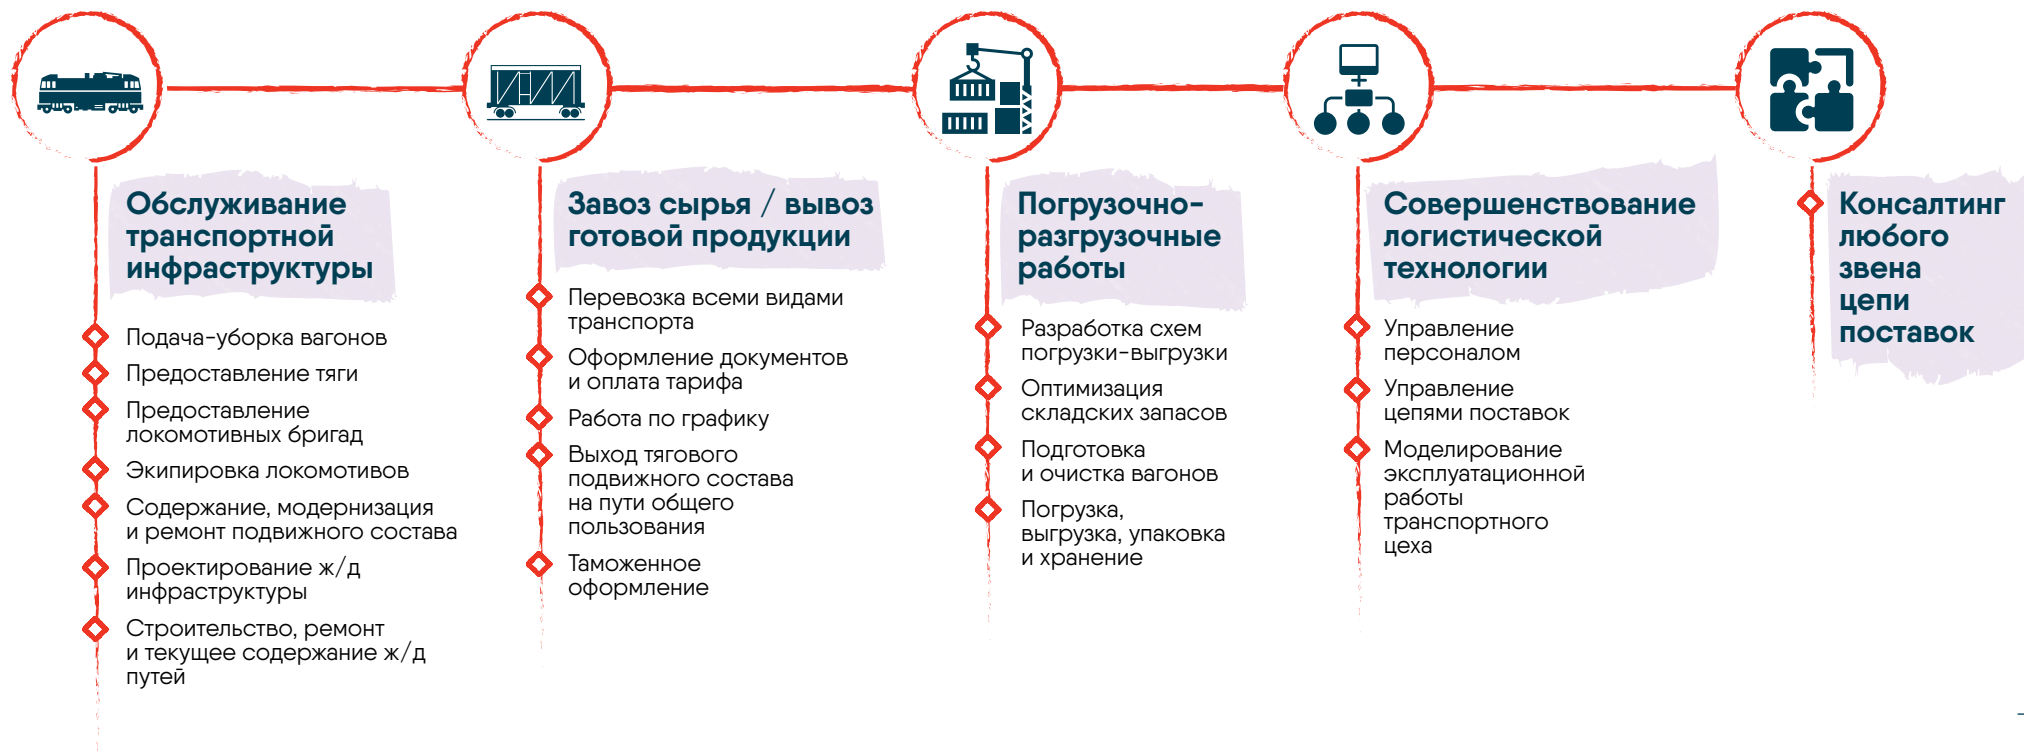 Обслуживание
транспортной
инфраструктуры
Подача-уборка вагонов
Предоставление тяги
Предоставление
локомотивных бригад
Экипировка локомотивов
Содержание, модернизация
и ремонт подвижного состава
Проектирование ж/д
инфраструктуры
Строительство, ремонт
и текущее содержание ж/д
путей
Завоз сырья / вывоз
готовой продукции
Перевозка всеми видами
транспорта
Оформление документов
и оплата тарифа
Работа по графику
Выход тягового
подвижного состава
на пути общего
пользования
Таможенное
оформление
Погрузочно-
разгрузочные
работы
Разработка схем
погрузки-выгрузки
Оптимизация
складских запасов
Подготовка
и очистка вагонов
Погрузка,
выгрузка, упаковка
и хранение
Совершенствование
логистической
технологии
Управление
персоналом
Управление
цепями поставок
Моделирование
эксплуатационной
работы
транспортного
цеха
Консалтинг
любого
звена
цепи
поставок